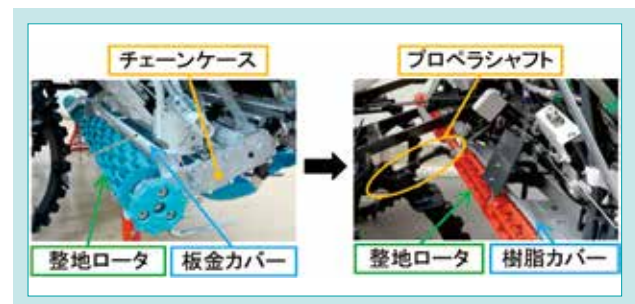 チェーンケース
プロペラシャフト
整地ロータ
板金カバー
整地ロータ
樹脂カバー